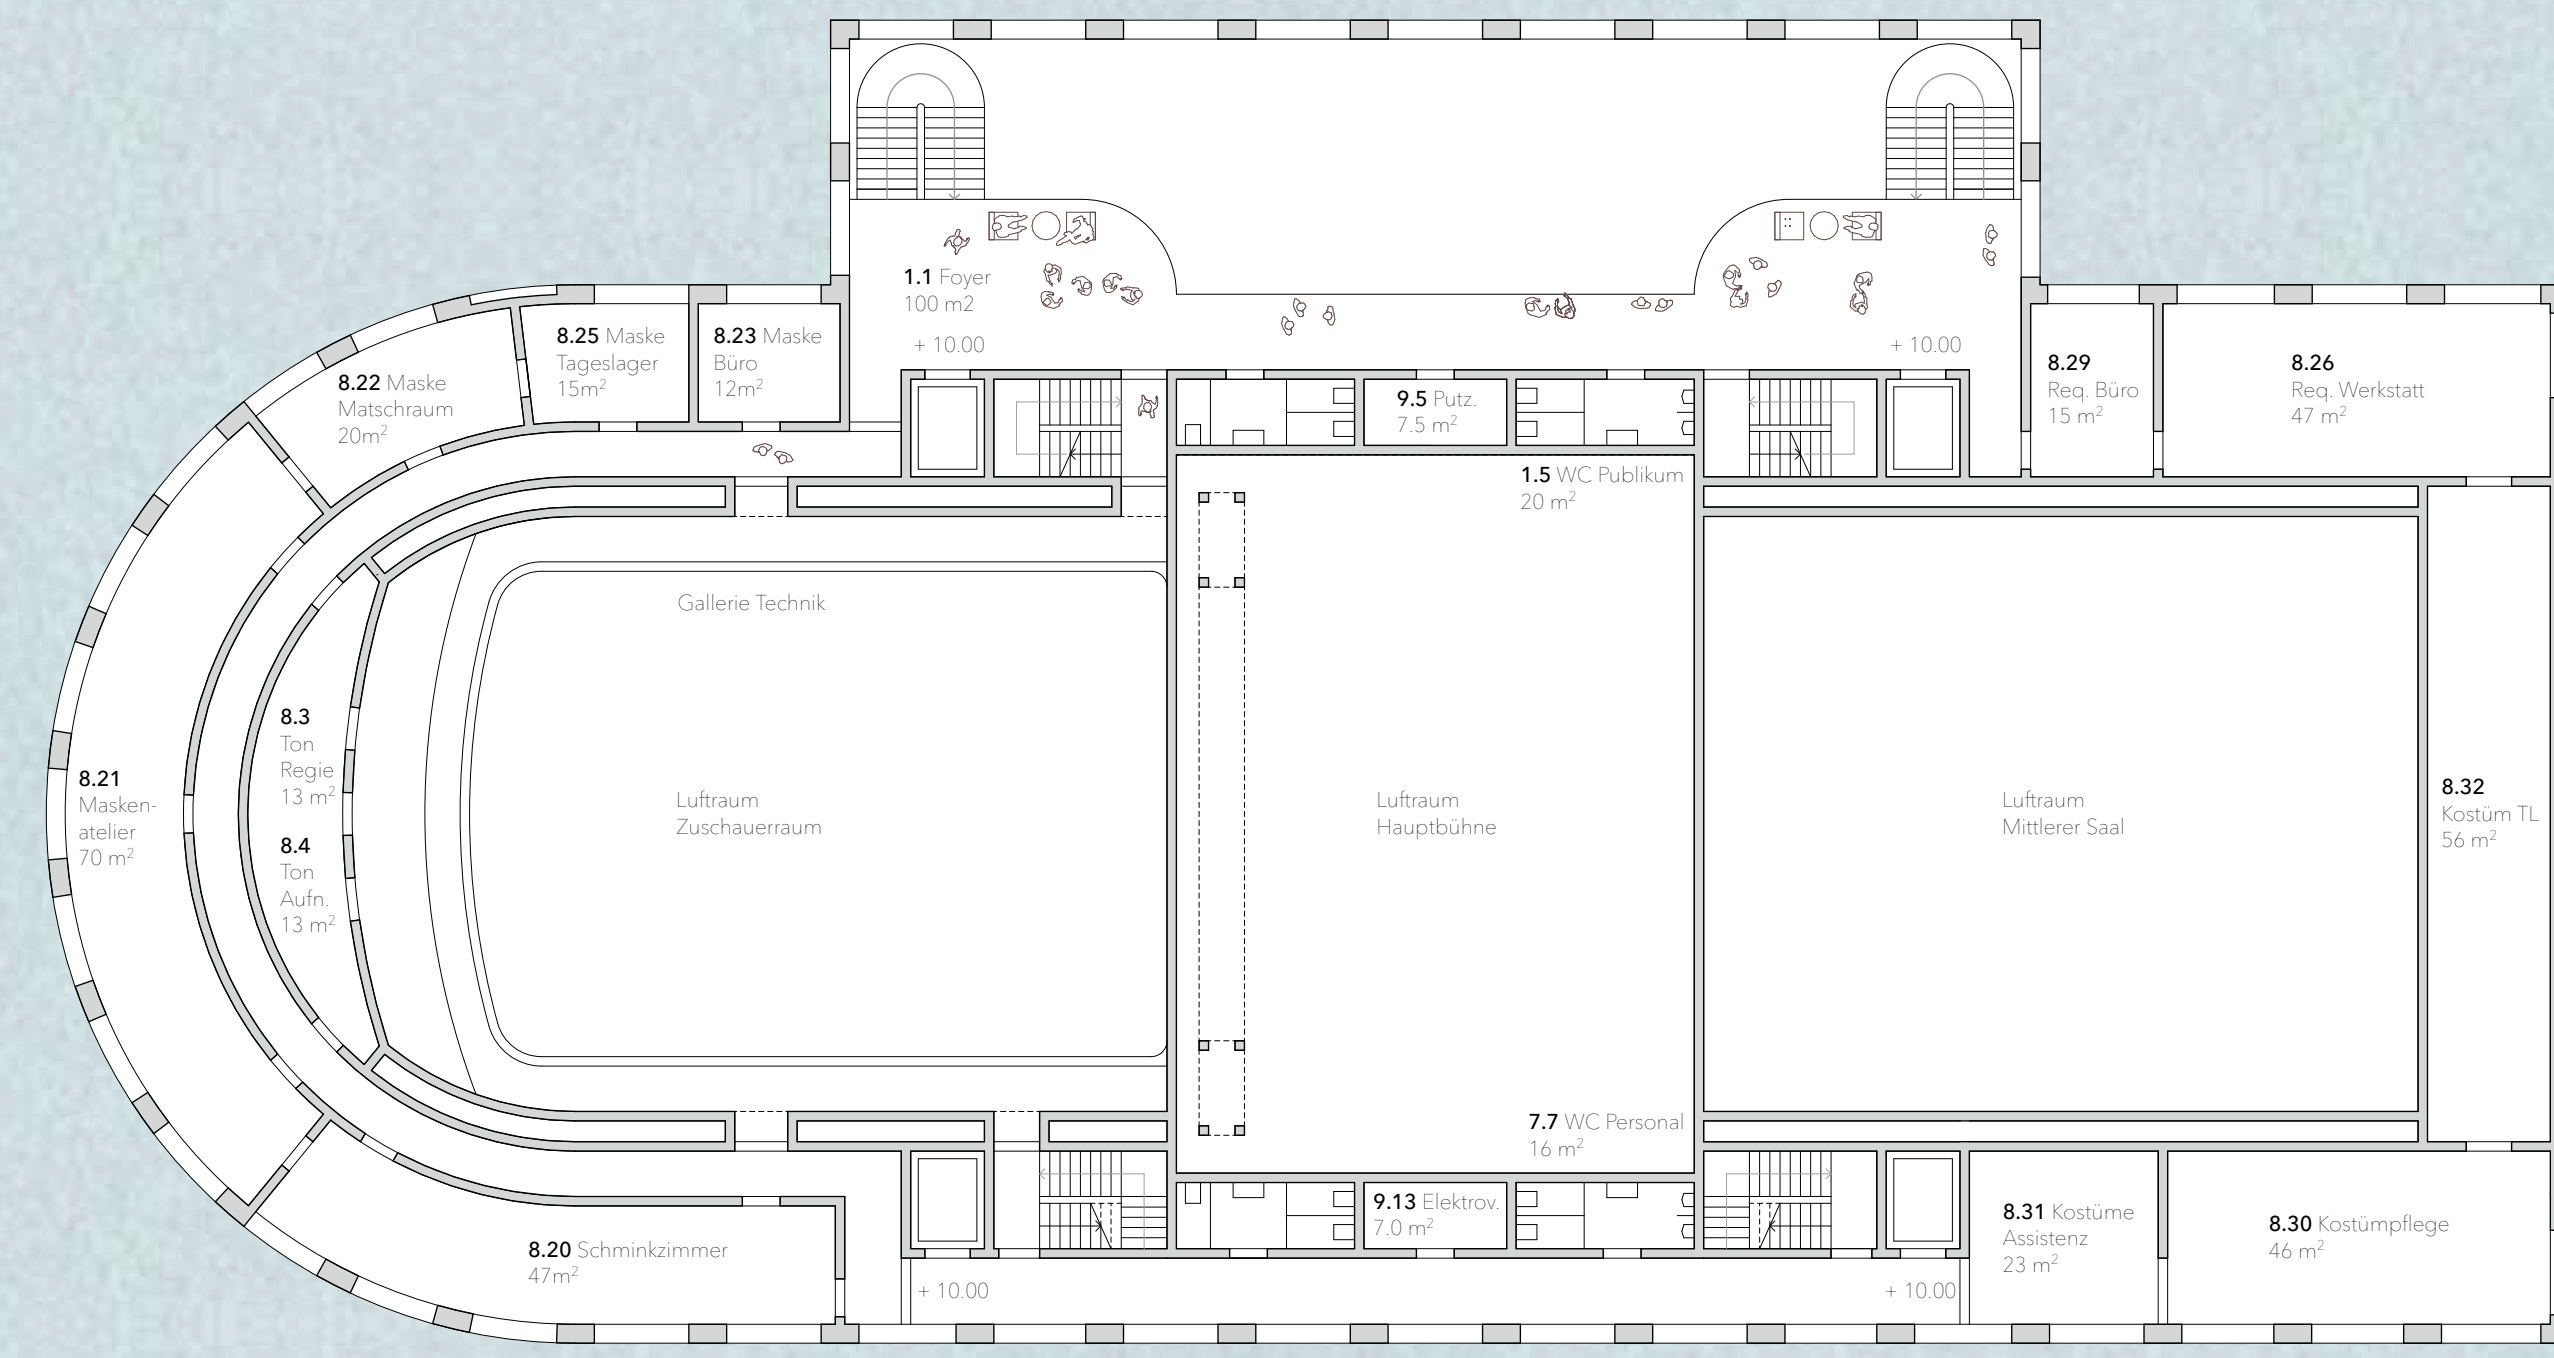 1.1 Foyer
100 m2
+ 10.00
+ 10.00
8.25 Maske
Tageslager
15m²
8.23 Maske
Büro
12m²
8.22 Maske
Matschraum
20m²
9.5 Putz.
7.5 m²
8.29
Req. Büro
15 m²
8.26
Req. Werkstatt
47 m²
1.5 WC Publikum
20 m²
Gallerie Technik
8.3
Ton
Regie
13 m²
8.4
Ton
Aufn.
13 m²
8.21
Masken-
atelier
70 m²
Luftraum
Zuschauerraum
Luftraum
Hauptbühne
Luftraum
Mittlerer Saal
8.32
Kostüm TL
56 m²
7.7 WC Personal
16 m²
9.13 Elektrov.
7.0 m²
8.20 Schminkzimmer
47m²
8.31 Kostüme
Assistenz
23 m²
8.30 Kostümpflege
46 m²
+ 10.00
+ 10.00